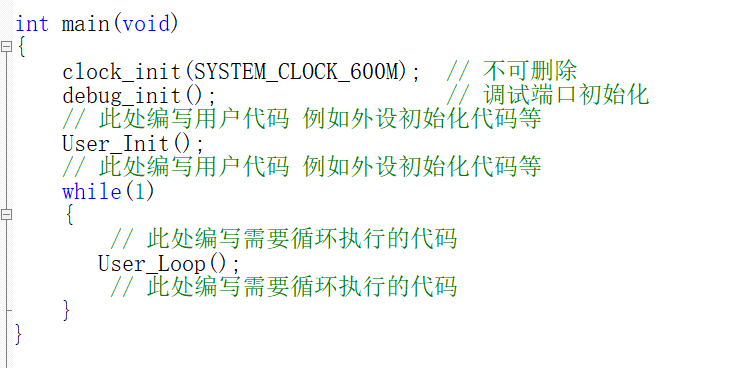 int main(void)
{
    clock_init(SYSTEM_CLOCK_600M);  // 不可删除
    debug_init();                   // 调试端口初始化
    // 此处编写用户代码 例如外设初始化代码等
    User_Init();
    // 此处编写用户代码 例如外设初始化代码等
    while(1)
    {
        // 此处编写需要循环执行的代码
       User_Loop();
        // 此处编写需要循环执行的代码
    }
}